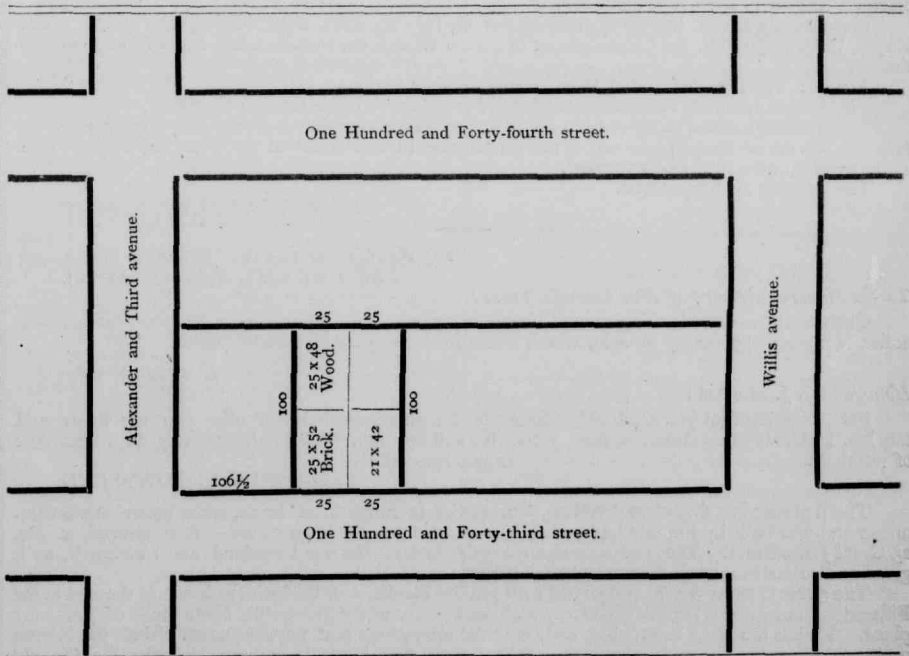 One Hundred and Forty-fourth street.
Alexander and Third avenue.
Willis avenue.
25 25
100
25 x 48
Wood.
100
25 x 52
Brick.
21 x 42
106½
25 25
One Hundred and Forty-third street.